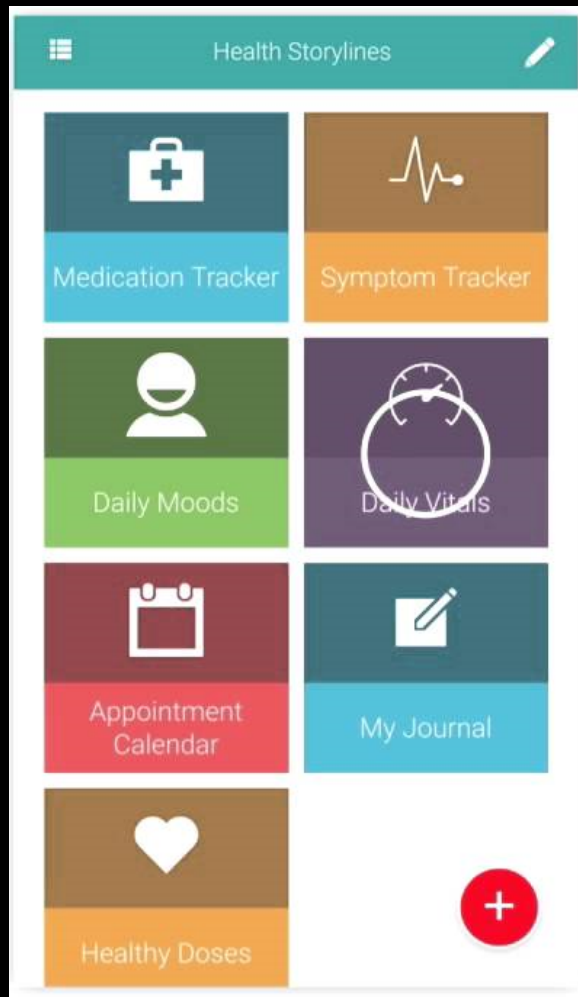 Health Storylines
Medication Tracker
Symptom Tracker
Daily Moods
Daily Vitals
Appointment
Calendar
My Journal
Healthy Doses